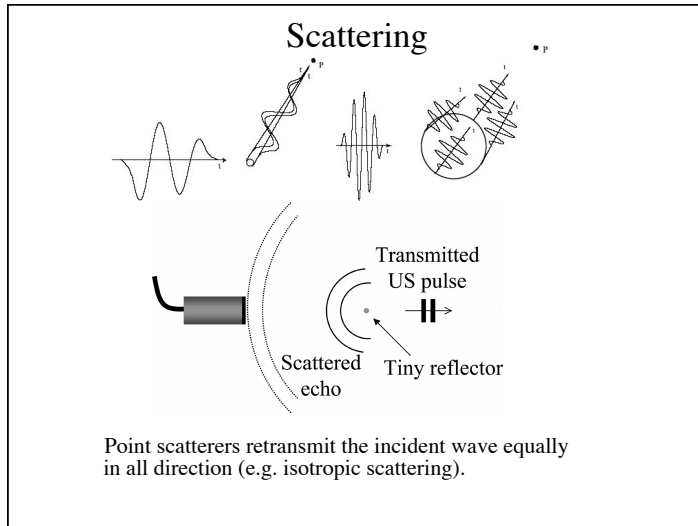 Scattering
P
t
t
t
t
P
t
t
t
t
Transmitted
US pulse
Scattered
echo
Tiny reflector
Point scatterers retransmit the incident wave equally
in all direction (e.g. isotropic scattering).